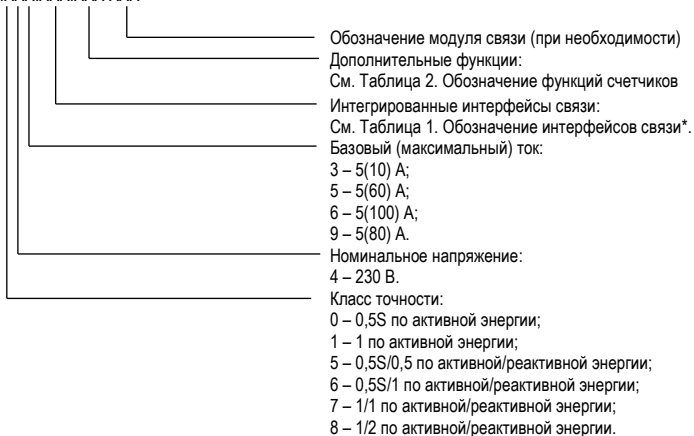 Обозначение модуля связи (при необходимости)
Дополнительные функции:
См. Таблица 2. Обозначение функций счетчиков
Интегрированные интерфейсы связи:
См. Таблица 1. Обозначение интерфейсов связи*.
Базовый (максимальный) ток:
3 – 5(10) А;
5 – 5(60) А;
6 – 5(100) А;
9 – 5(80) А.
Номинальное напряжение:
4 – 230 В.
Класс точности:
0 – 0,5S по активной энергии;
1 – 1 по активной энергии;
5 – 0,5S/0,5 по активной/реактивной энергии;
6 – 0,5S/1 по активной/реактивной энергии;
7 – 1/1 по активной/реактивной энергии;
8 – 1/2 по активной/реактивной энергии.